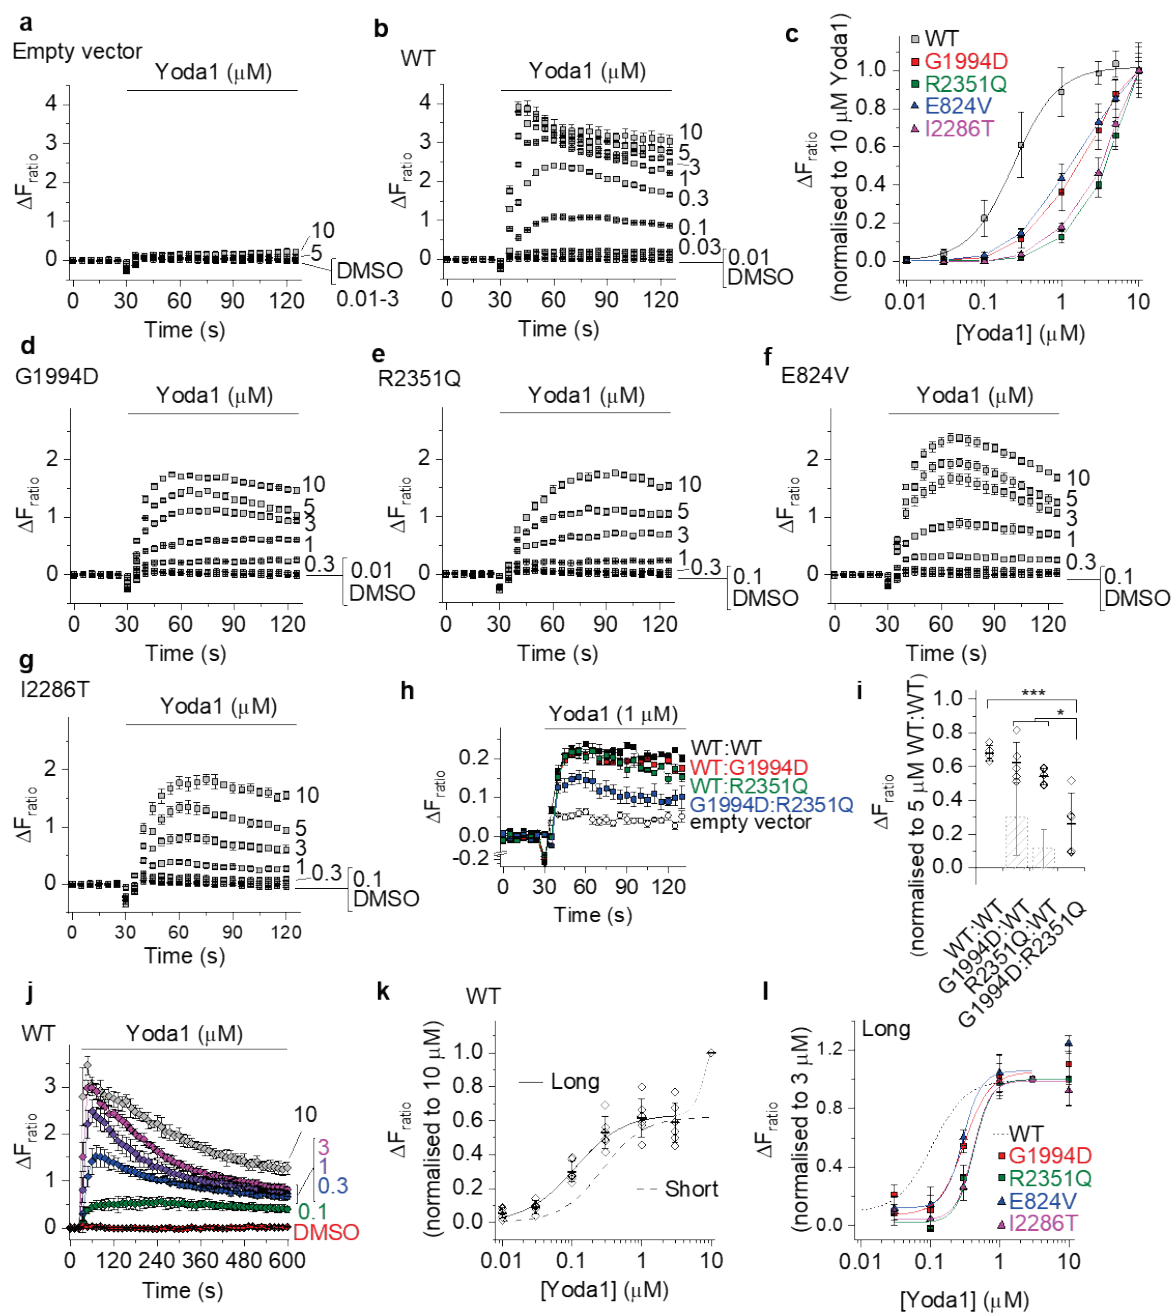 a
Empty vector
Yoda1 (μM)
4
3
2
1
0
ΔFratio
10
5
DMSO
0.01-3
0 30 60 90 120
Time (s)
b
WT
Yoda1 (μM)
4
3
2
1
0
ΔFratio
10
5
3
1
0.3
0.1
0.03
0.01
DMSO
0 30 60 90 120
Time (s)
c
WT
G1994D
R2351Q
E824V
I2286T
1.0
0.8
0.6
0.4
0.2
0.0
ΔFratio
(normalised to 10 μM Yoda1)
0.01 0.1 1 10
[Yoda1] (μM)
d
G1994D
Yoda1 (μM)
2
1
0
ΔFratio
10
5
3
1
0.3
0.01
DMSO
0 30 60 90 120
Time (s)
e
R2351Q
Yoda1 (μM)
2
1
0
ΔFratio
10
5
3
1
0.3
0.1
DMSO
0 30 60 90 120
Time (s)
f
E824V
Yoda1 (μM)
2
1
0
ΔFratio
10
5
3
1
0.3
0.1
DMSO
0 30 60 90 120
Time (s)
g
I2286T
Yoda1 (μM)
2
1
0
ΔFratio
10
5
3
1
0.3
0.1
DMSO
0 30 60 90 120
Time (s)
h
Yoda1 (1 μM)
0.2
0.1
0.0
-0.2
ΔFratio
WT:WT
WT:G1994D
WT:R2351Q
G1994D:R2351Q
empty vector
0 30 60 90 120
Time (s)
i
1.0
0.8
0.6
0.4
0.2
0.0
ΔFratio
(normalised to 5 μM WT:WT)
***
*
WT:WT
G1994D:WT
R2351Q:WT
G1994D:R2351Q
j
WT
Yoda1 (μM)
3
2
1
0
ΔFratio
10
3
1
0.3
0.1
DMSO
0 120 240 360 480 600
Time (s)
k
WT
1.0
0.8
0.6
0.4
0.2
0.0
ΔFratio
(normalised to 10 μM)
Long
Short
0.01 0.1 1 10
[Yoda1] (μM)
l
Long
1.2
0.8
0.4
0.0
ΔFratio
(normalised to 3 μM)
WT
G1994D
R2351Q
E824V
I2286T
0.01 0.1 1 10
[Yoda1] (μM)